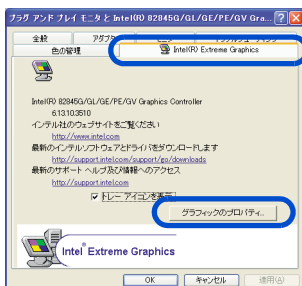 プラグ アンド プレイ モニタ と Intel(R) 82845G/GL/GE/PE/GV Gra...
全般
色の管理
Intel(R) Extreme Graphics
Intel(R) 82845G/GL/GE/PE/GV Graphics Controller
6.13.10.3510
インテル社のウェブサイトをご覧ください
http://www.intel.com
最新のインテルソフトウェアとドライバをダウンロードします
http://support.intel.com/support/go/downloads
最新のサポート ヘルプ及び情報へのアクセス
http://support.intel.com
トレー アイコンを表示
グラフィックのプロパティ...
Intel® Extreme Graphics
OK
キャンセル
適用(A)